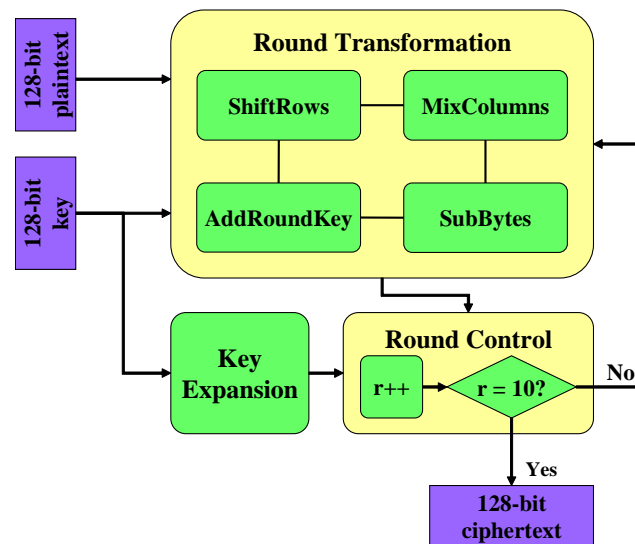 128-bit
plaintext
Round Transformation
ShiftRows
MixColumns
128-bit
key
AddRoundKey
SubBytes
Key
Expansion
Round Control
r++
r = 10?
No
Yes
128-bit
ciphertext